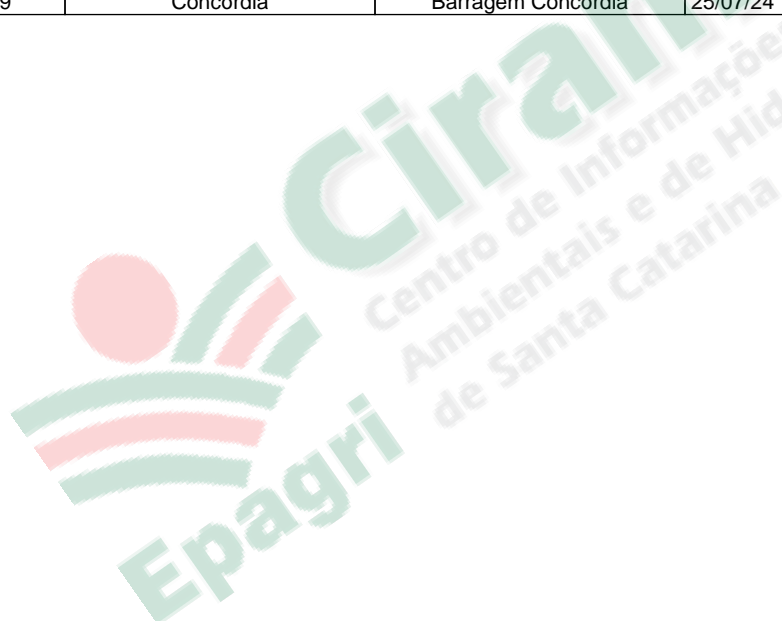 9 Concórdia Barragem Concórdia 25/07/24
Ciram
Centro de Informações
Ambientais e de Hid
de Santa Catarina
Epagri